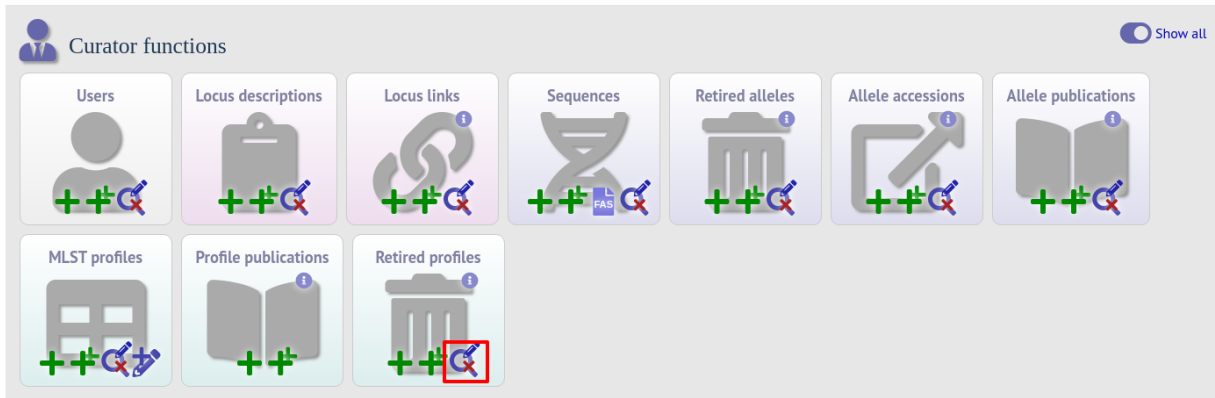 Curator functions
Show all
Users
Locus descriptions
Locus links
Sequences
Retired alleles
Allele accessions
Allele publications
i
i
i
i
FAS
MLST profiles
Profile publications
Retired profiles
i
i